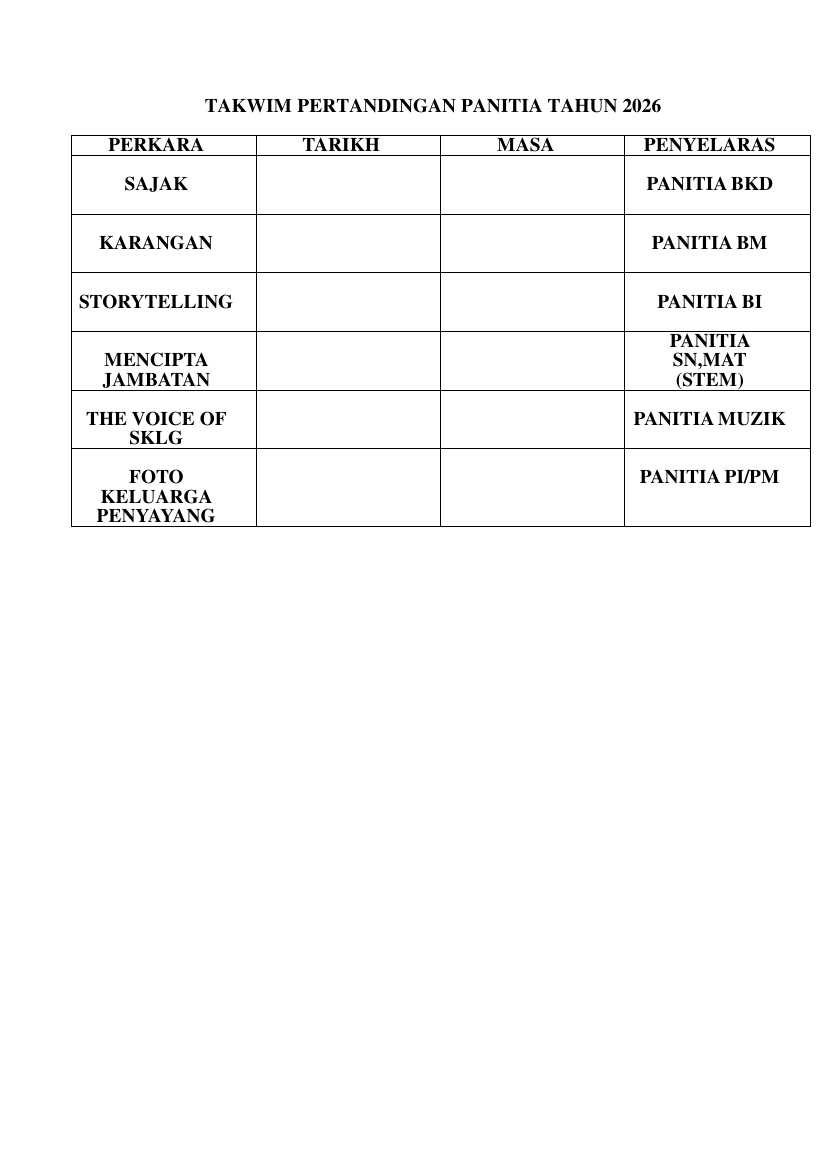 TAKWIM PERTANDINGAN PANITIA TAHUN 2026
PERKARA TARIKH MASA PENYELARAS
SAJAK PANITIA BKD
KARANGAN PANITIA BM
STORYTELLING PANITIA BI
MENCIPTA
JAMBATAN
PANITIA
SN,MAT
(STEM)
THE VOICE OF
SKLG
PANITIA MUZIK
FOTO
KELUARGA
PENYAYANG
PANITIA PI/PM